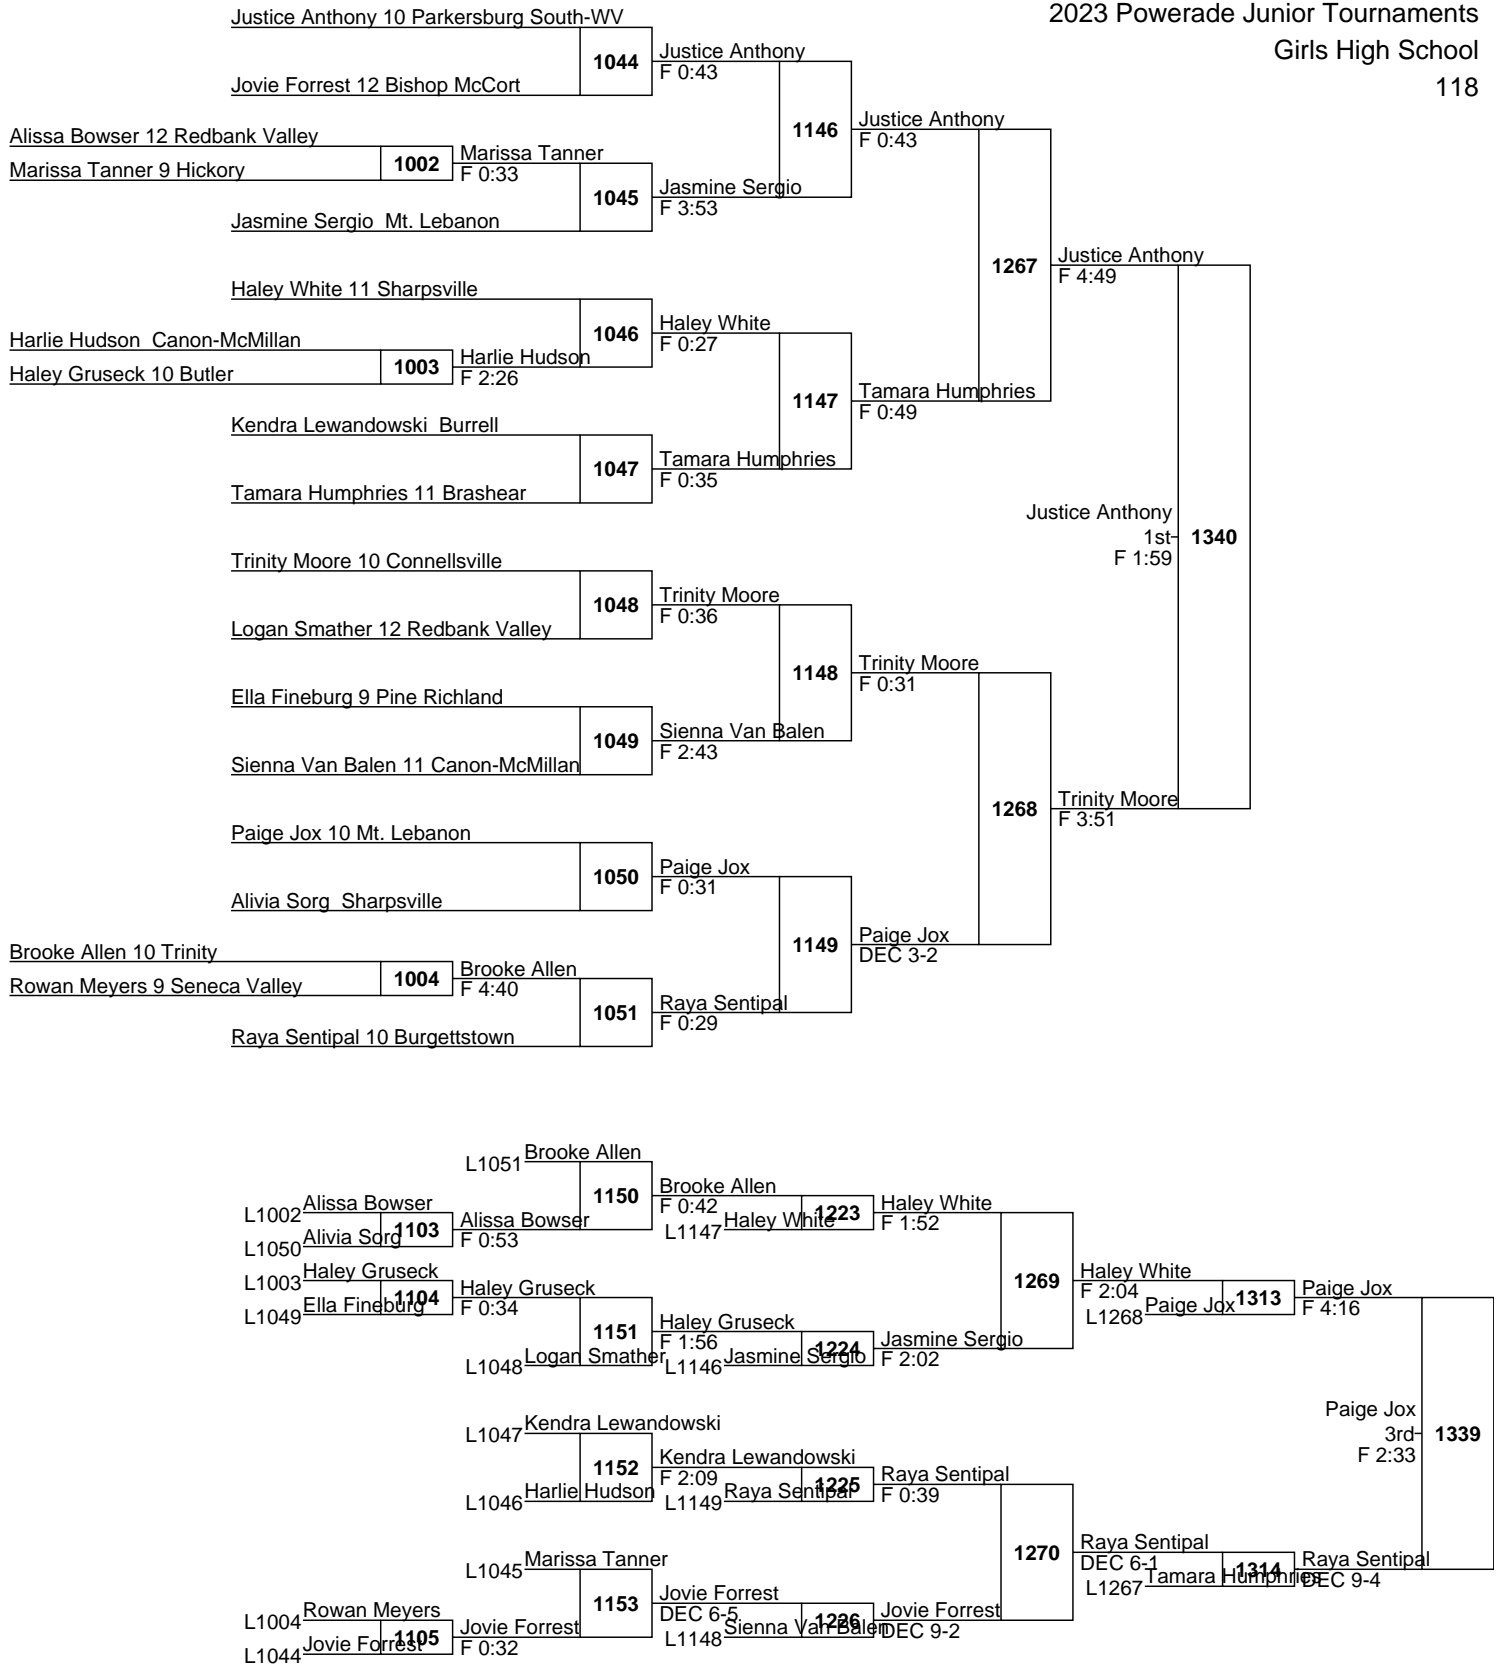 2023 Powerade Junior Tournaments
Girls High School
118
Justice Anthony 10 Parkersburg South-WV
1044
Justice Anthony
F 0:43
Jovie Forrest 12 Bishop McCort
1146
Justice Anthony
F 0:43
Alissa Bowser 12 Redbank Valley
1002
Marissa Tanner
F 0:33
Marissa Tanner 9 Hickory
1045
Jasmine Sergio
F 3:53
Jasmine Sergio  Mt. Lebanon
1267
Justice Anthony
F 4:49
Haley White 11 Sharpsville
1046
Haley White
F 0:27
Harlie Hudson  Canon-McMillan
1003
Harlie Hudson
F 2:26
Haley Gruseck 10 Butler
1147
Tamara Humphries
F 0:49
Kendra Lewandowski  Burrell
1047
Tamara Humphries
F 0:35
Tamara Humphries 11 Brashear
Justice Anthony
1st
F 1:59
1340
Trinity Moore 10 Connellsville
1048
Trinity Moore
F 0:36
Logan Smather 12 Redbank Valley
1148
Trinity Moore
F 0:31
Ella Fineburg 9 Pine Richland
1049
Sienna Van Balen
F 2:43
Sienna Van Balen 11 Canon-McMillan
1268
Trinity Moore
F 3:51
Paige Jox 10 Mt. Lebanon
1050
Paige Jox
F 0:31
Alivia Sorg  Sharpsville
1149
Paige Jox
DEC 3-2
Brooke Allen 10 Trinity
1004
Brooke Allen
F 4:40
Rowan Meyers 9 Seneca Valley
1051
Raya Sentipal
F 0:29
Raya Sentipal 10 Burgettstown
L1051 Brooke Allen
1150
Brooke Allen
F 0:42
L1002 Alissa Bowser
1103
Alissa Bowser
F 0:53
L1050 Alivia Sorg
L1147 Haley White
1223
Haley White
F 1:52
L1003 Haley Gruseck
1104
Haley Gruseck
F 0:34
L1049 Ella Fineburg
1269
Haley White
F 2:04
L1268 Paige Jox
1313
Paige Jox
F 4:16
1151
Haley Gruseck
F 1:56
L1048 Logan Smather
L1146 Jasmine Sergio
1224
Jasmine Sergio
F 2:02
Paige Jox
3rd
F 2:33
1339
L1047 Kendra Lewandowski
1152
Kendra Lewandowski
F 2:09
L1046 Harlie Hudson
L1149 Raya Sentipal
1225
Raya Sentipal
F 0:39
1270
Raya Sentipal
DEC 6-1
L1267 Tamara Humphries
1314
Raya Sentipal
DEC 9-4
L1045 Marissa Tanner
1153
Jovie Forrest
DEC 6-5
L1148 Sienna Van Balen
1226
Jovie Forrest
DEC 9-2
L1004 Rowan Meyers
1105
Jovie Forrest
F 0:32
L1044 Jovie Forrest